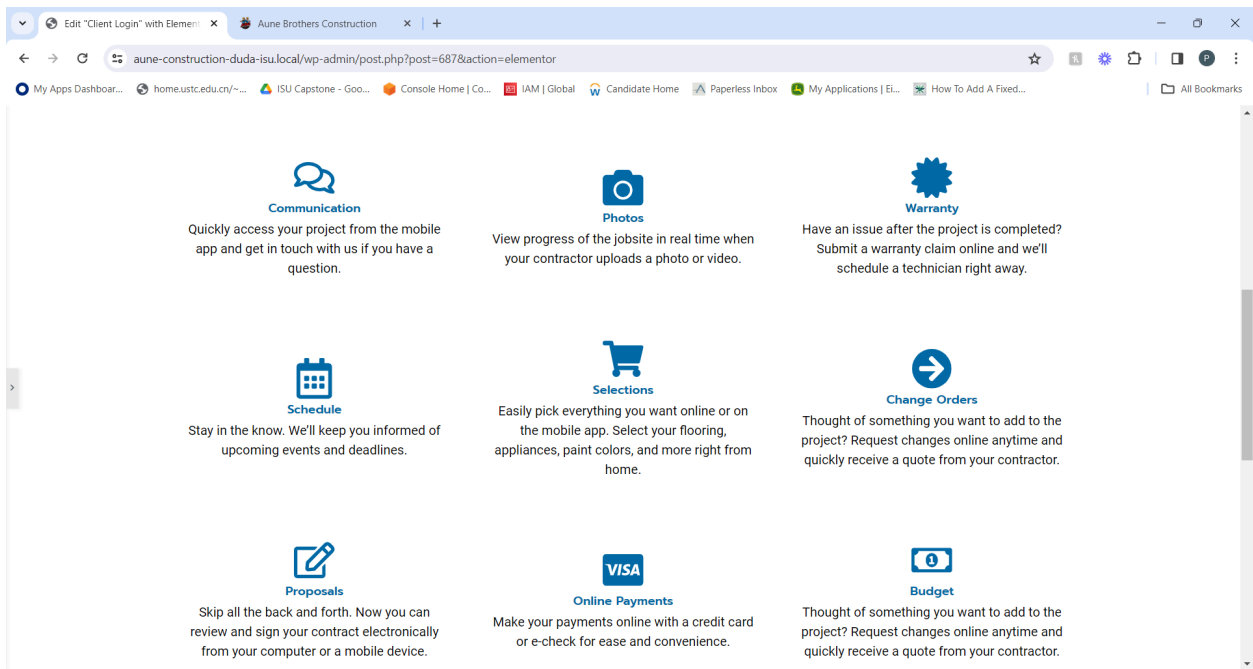 Edit "Client Login" with Element
Aune Brothers Construction
aune-construction-duda-isu.local/wp-admin/post.php?post=687&action=elementor
P
My Apps Dashboar...
home.ustc.edu.cn/~...
ISU Capstone - Goo...
Console Home | Co...
IAM | Global
Candidate Home
Paperless Inbox
My Applications | Ei...
How To Add A Fixed...
All Bookmarks
Communication
Quickly access your project from the mobile
app and get in touch with us if you have a
question.
Photos
View progress of the jobsite in real time when
your contractor uploads a photo or video.
Warranty
Have an issue after the project is completed?
Submit a warranty claim online and we'll
schedule a technician right away.
Schedule
Stay in the know. We'll keep you informed of
upcoming events and deadlines.
Selections
Easily pick everything you want online or on
the mobile app. Select your flooring,
appliances, paint colors, and more right from
home.
Change Orders
Thought of something you want to add to the
project? Request changes online anytime and
quickly receive a quote from your contractor.
Proposals
Skip all the back and forth. Now you can
review and sign your contract electronically
from your computer or a mobile device.
VISA
Online Payments
Make your payments online with a credit card
or e-check for ease and convenience.
1
Budget
Thought of something you want to add to the
project? Request changes online anytime and
quickly receive a quote from your contractor.